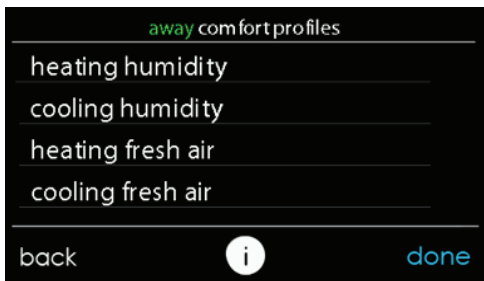 away comfort profiles
heating humidity
cooling humidity
heating fresh air
cooling fresh air
back
i
done